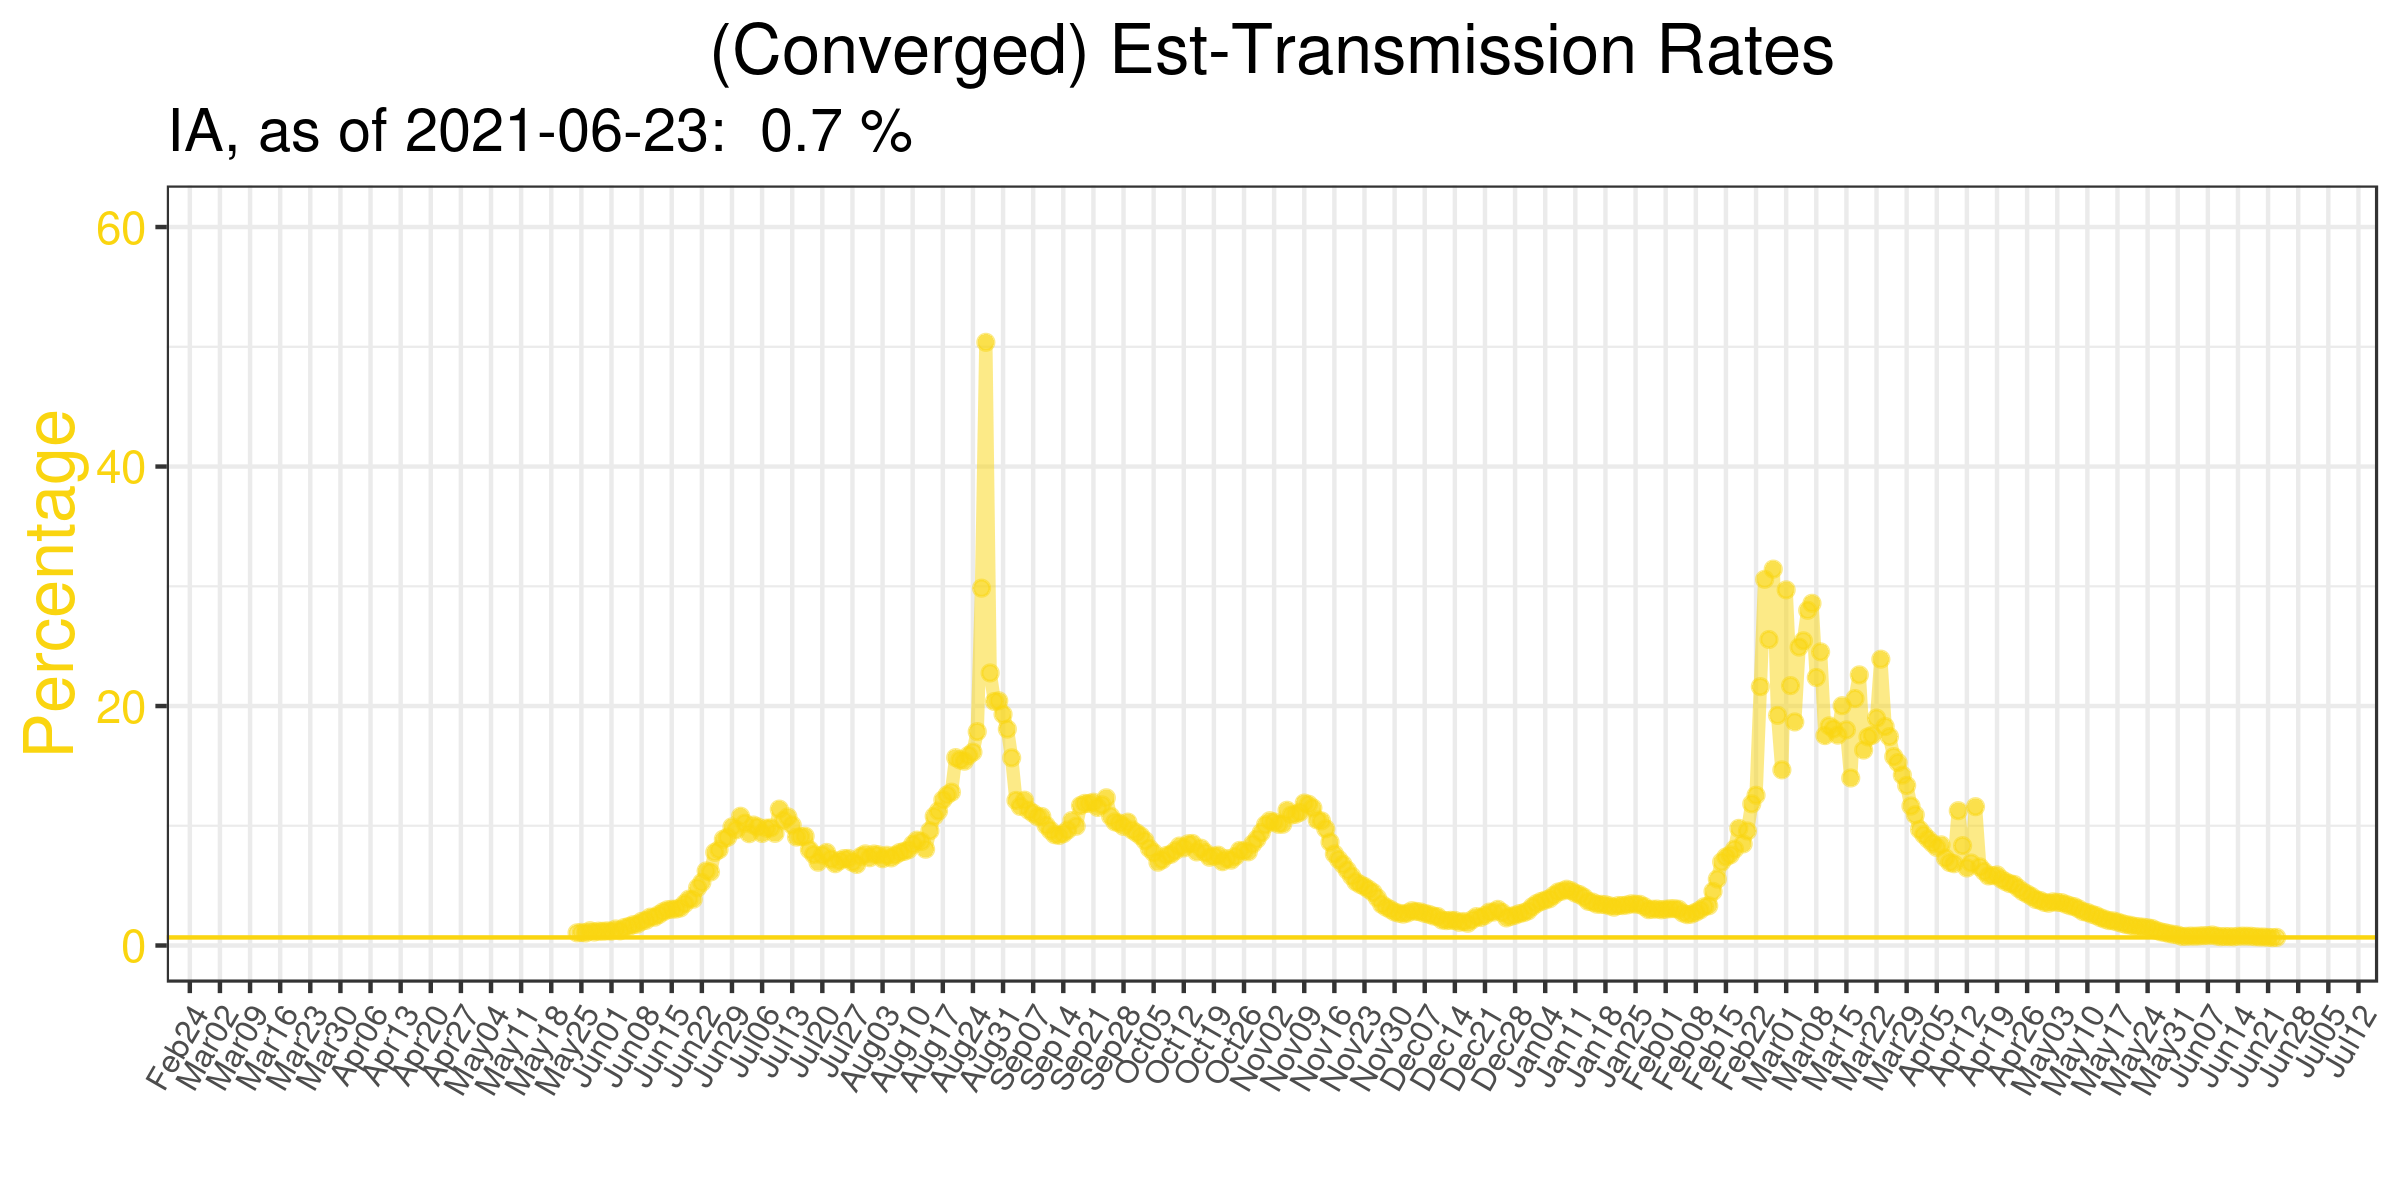 (Converged) Est-Transmission Rates
IA, as of 2021-06-23: 0.7 %
Percentage
60
40
20
0
Feb24
Mar02
Mar09
Mar16
Mar23
Mar30
Apr06
Apr13
Apr20
Apr27
May04
May11
May18
May25
Jun01
Jun08
Jun15
Jun22
Jun29
Jul06
Jul13
Jul20
Jul27
Aug03
Aug10
Aug17
Aug24
Aug31
Sep07
Sep14
Sep21
Sep28
Oct05
Oct12
Oct19
Oct26
Nov02
Nov09
Nov16
Nov23
Nov30
Dec07
Dec14
Dec21
Dec28
Jan04
Jan11
Jan18
Jan25
Feb01
Feb08
Feb15
Feb22
Mar01
Mar08
Mar15
Mar22
Mar29
Apr05
Apr12
Apr19
Apr26
May03
May10
May17
May24
May31
Jun07
Jun14
Jun21
Jun28
Jul05
Jul12